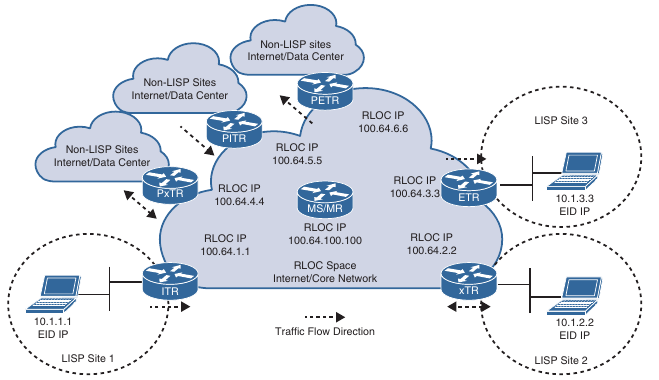 Non-LISP sites
Internet/Data Center
Non-LISP Sites
Internet/Data Center
Non-LISP Sites
Internet/Data Center
PETR
PITR
PxTR
RLOC IP
100.64.6.6
RLOC IP
100.64.5.5
RLOC IP
100.64.4.4
RLOC IP
100.64.3.3
MS/MR
RLOC IP
100.64.100.100
RLOC IP
100.64.1.1
RLOC IP
100.64.2.2
RLOC Space
Internet/Core Network
LISP Site 3
ETR
10.1.3.3
EID IP
ITR
10.1.1.1
EID IP
LISP Site 1
Traffic Flow Direction
xTR
10.1.2.2
EID IP
LISP Site 2